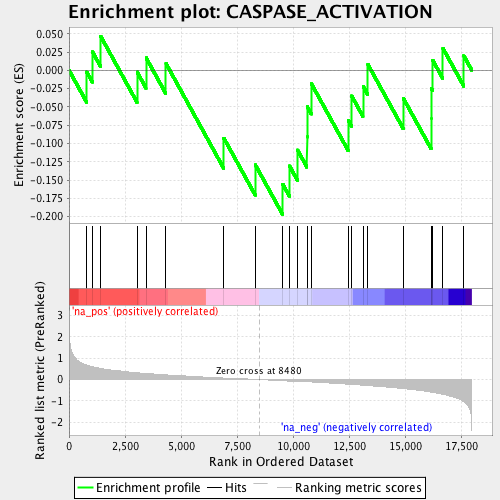 Enrichment plot: CASPASE_ACTIVATION
Enrichment score (ES)
0.050
0.025
0.000
-0.025
-0.050
-0.075
-0.100
-0.125
-0.150
-0.175
-0.200
'na_pos' (positively correlated)
Ranked list metric (PreRanked)
3
2
1
0
-1
-2
Zero cross at 8480
'na_neg' (negatively correlated)
0 2,500 5,000 7,500 10,000 12,500 15,000 17,500
Rank in Ordered Dataset
Enrichment profile Hits Ranking metric scores